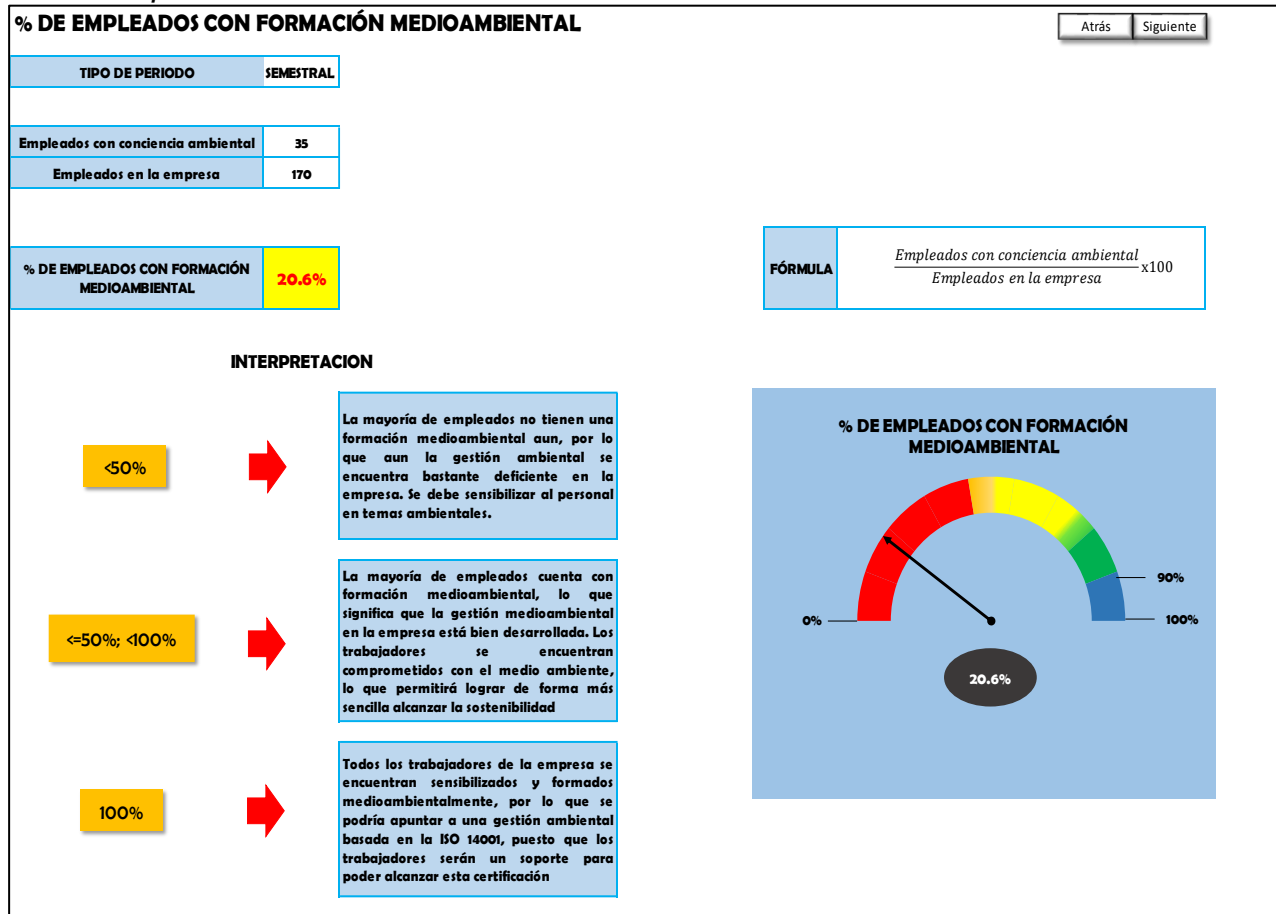 % DE EMPLEADOS CON FORMACIÓN MEDIOAMBIENTAL
Atrás
Siguiente
TIPO DE PERIODO
SEMESTRAL
Empleados con conciencia ambiental
35
Empleados en la empresa
170
% DE EMPLEADOS CON FORMACIÓN
MEDIOAMBIENTAL
20.6%
FÓRMULA
Empleados con conciencia ambiental
Empleados en la empresa
x100
INTERPRETACION
<50%
La mayoría de empleados no tienen una
formación medioambiental aun, por lo
que aun la gestión ambiental se
encuentra bastante deficiente en la
empresa. Se debe sensibilizar al personal
en temas ambientales.
<=50%; <100%
La mayoría de empleados cuenta con
formación medioambiental, lo que
significa que la gestión medioambiental
en la empresa está bien desarrollada. Los
trabajadores se encuentran
comprometidos con el medio ambiente,
lo que permitirá lograr de forma más
sencilla alcanzar la sostenibilidad
100%
Todos los trabajadores de la empresa se
encuentran sensibilizados y formados
medioambientalmente, por lo que se
podría apuntar a una gestión ambiental
basada en la ISO 14001, puesto que los
trabajadores serán un soporte para
poder alcanzar esta certificación
% DE EMPLEADOS CON FORMACIÓN
MEDIOAMBIENTAL
90%
0%
100%
20.6%